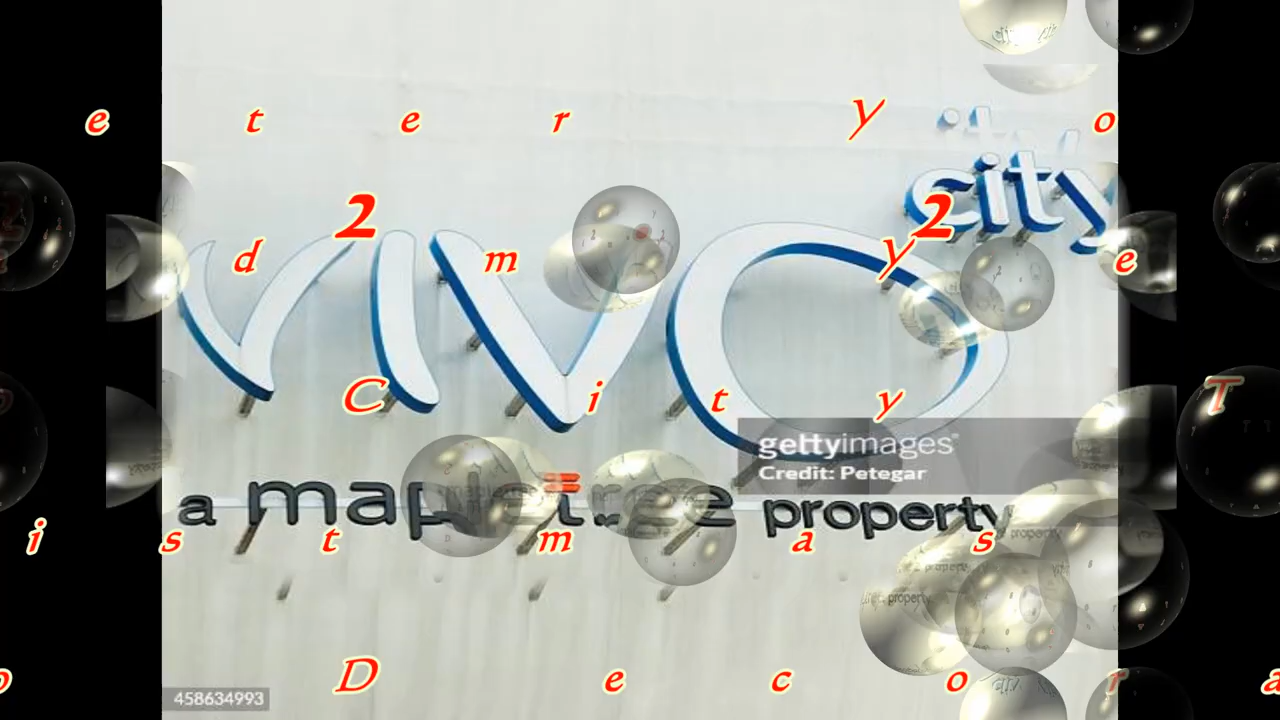 e t e r Y o
city
2 2
d m y e
VIVO
C i t y T
gettyimages
Credit: Petegar
a mapletree property
i s t m a s
D e c o r a
458634993